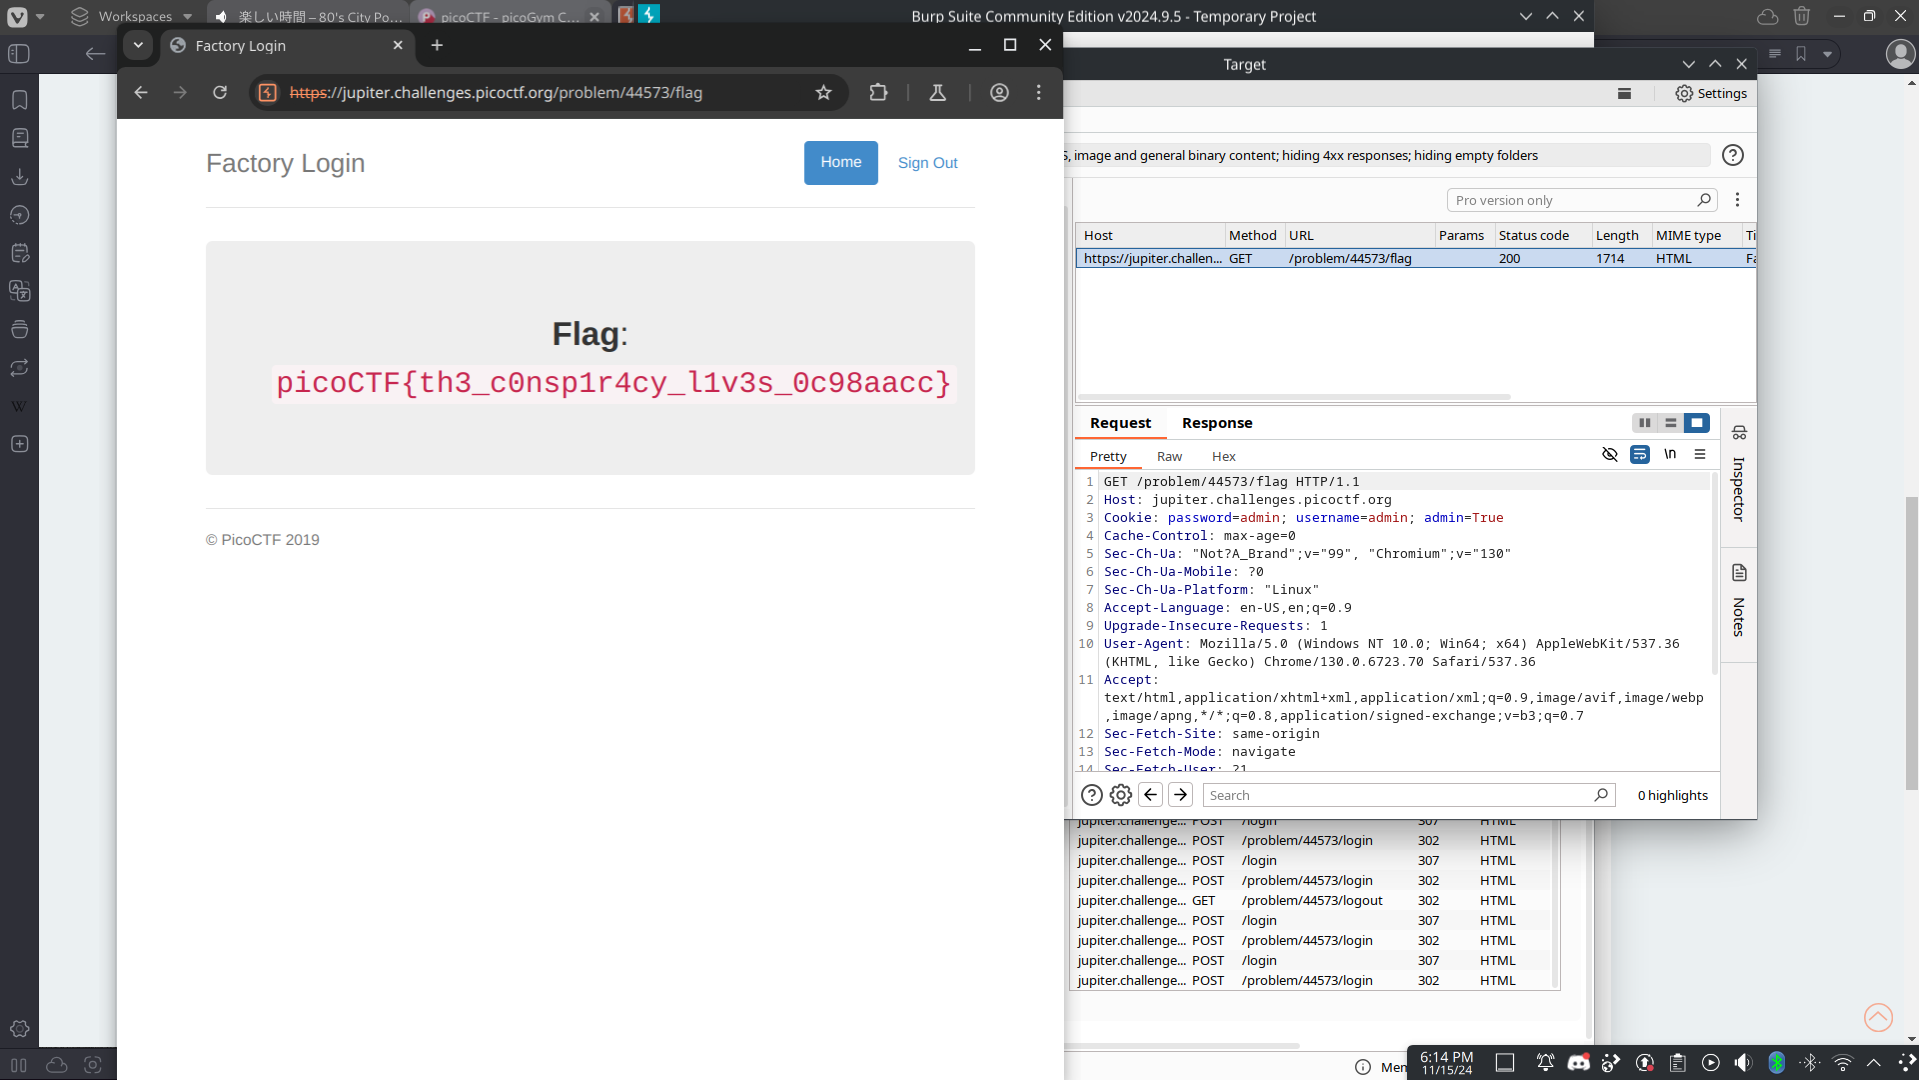 Workspaces
楽しい時間 – 80's City Po...
picoCTF - picoGym C...
Burp Suite Community Edition v2024.9.5 - Temporary Project
Factory Login
Target
https://jupiter.challenges.picoctf.org/problem/44573/flag
Settings
Factory Login
Home
Sign Out
S, image and general binary content; hiding 4xx responses; hiding empty folders
Pro version only
Host Method URL Params Status code Length MIME type Ti
https://jupiter.challen... GET /problem/44573/flag 200 1714 HTML Fa
Flag:
picoCTF{th3_c0nsp1r4cy_l1v3s_0c98aacc}
© PicoCTF 2019
Request Response
Pretty Raw Hex \n
Inspector
Notes
1 GET /problem/44573/flag HTTP/1.1
2 Host: jupiter.challenges.picoctf.org
3 Cookie: password=admin; username=admin; admin=True
4 Cache-Control: max-age=0
5 Sec-Ch-Ua: "Not?A_Brand";v="99", "Chromium";v="130"
6 Sec-Ch-Ua-Mobile: ?0
7 Sec-Ch-Ua-Platform: "Linux"
8 Accept-Language: en-US,en;q=0.9
9 Upgrade-Insecure-Requests: 1
10 User-Agent: Mozilla/5.0 (Windows NT 10.0; Win64; x64) AppleWebKit/537.36
(KHTML, like Gecko) Chrome/130.0.6723.70 Safari/537.36
11 Accept:
text/html,application/xhtml+xml,application/xml;q=0.9,image/avif,image/webp
,image/apng,*/*;q=0.8,application/signed-exchange;v=b3;q=0.7
12 Sec-Fetch-Site: same-origin
13 Sec-Fetch-Mode: navigate
14 Sec-Fetch-User: ?1
Search
0 highlights
jupiter.challenge... POST /login 307 HTML
jupiter.challenge... POST /problem/44573/login 302 HTML
jupiter.challenge... POST /login 307 HTML
jupiter.challenge... POST /problem/44573/login 302 HTML
jupiter.challenge... GET /problem/44573/logout 302 HTML
jupiter.challenge... POST /login 307 HTML
jupiter.challenge... POST /problem/44573/login 302 HTML
jupiter.challenge... POST /login 307 HTML
jupiter.challenge... POST /problem/44573/login 302 HTML
Mem
6:14 PM
11/15/24